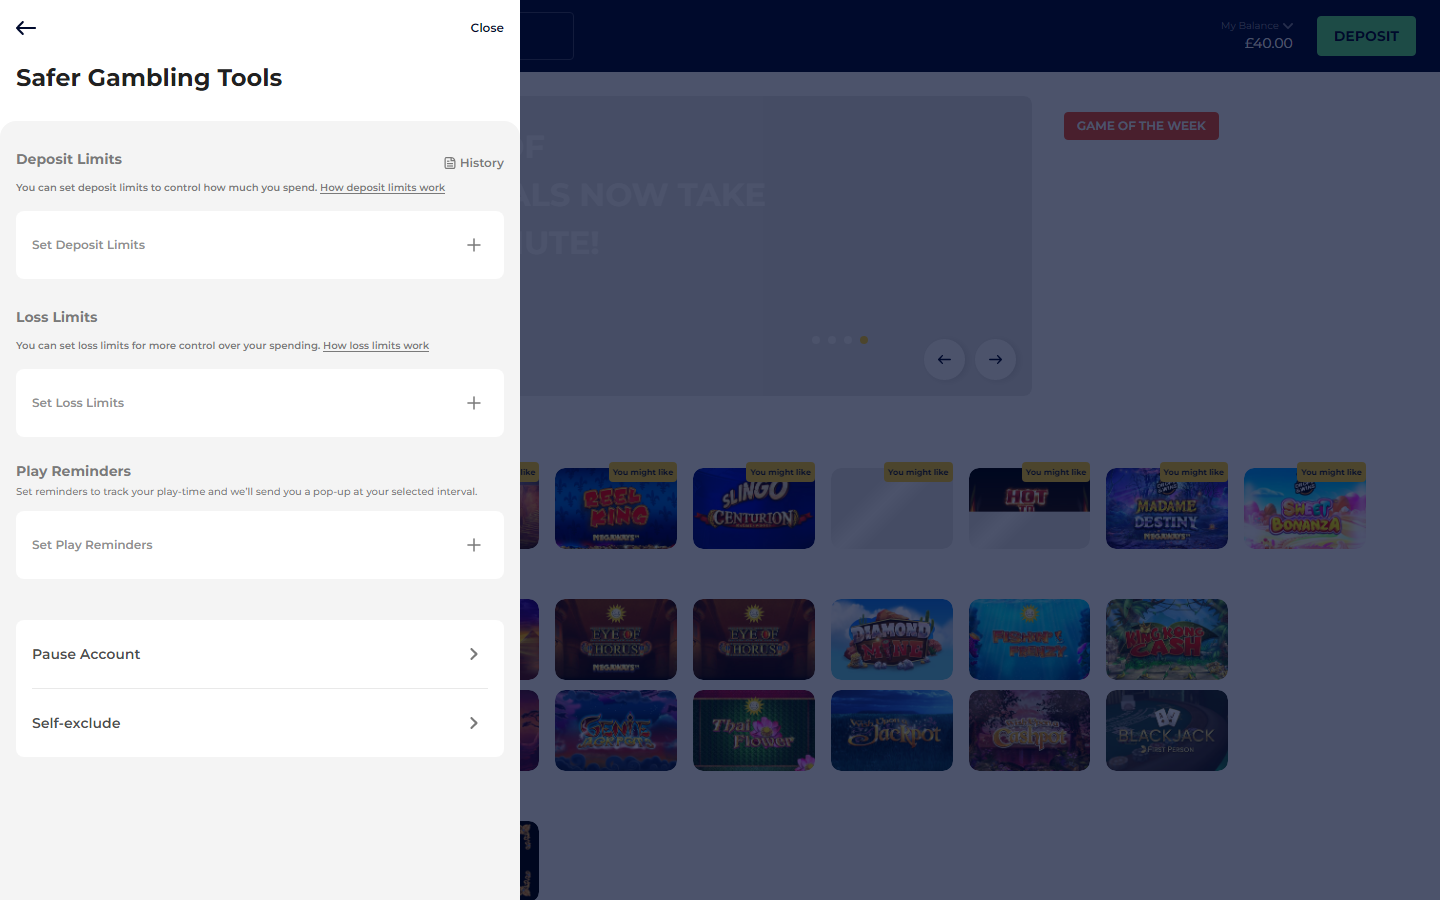 Close
Safer Gambling Tools
Deposit Limits
History
You can set deposit limits to control how much you spend. How deposit limits work
Set Deposit Limits
Loss Limits
You can set loss limits for more control over your spending. How loss limits work
Set Loss Limits
Play Reminders
Set reminders to track your play-time and we'll send you a pop-up at your selected interval.
Set Play Reminders
Pause Account
Self-exclude
My Balance
£40.00
DEPOSIT
OF
ALS NOW TAKE
UTE!
GAME OF THE WEEK
like
You might like
You might like
You might like
You might like
You might like
You might like
REEL KING
MEGAWAYS
SLINGO
CENTURION
HOT
MADAME
DESTINY
MEGAWAYS
SWEET
BONANZA
EYE OF
HORUS
MEGAWAYS
EYE OF
HORUS
DIAMOND
MINE
FISHIN'
FRENZY
KING KONG
CASH
GENIE
JACKPOTS
Thai
Flower
Jackpot
BLACKJACK
FIRST PERSON